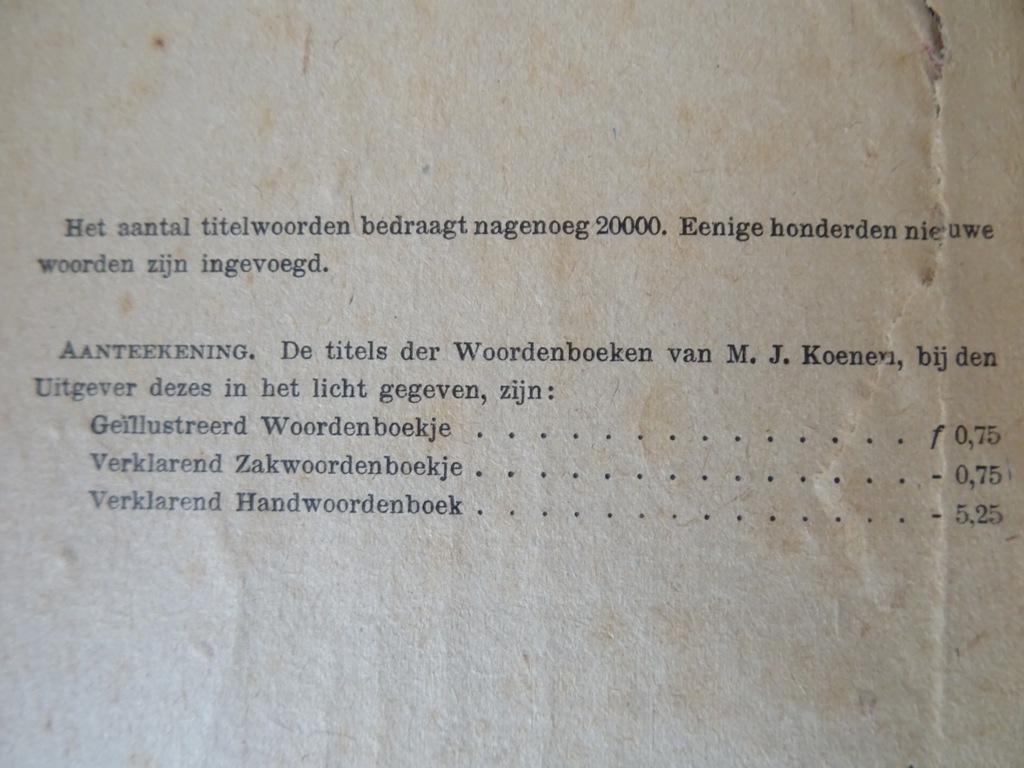 Het aantal titelwoorden bedraagt nagenoeg 20000. Eenige honderden nieuwe
woorden zijn ingevoegd.
AANTEEKENING. De titels der Woordenboeken van M. J. Koenen, bij den
Uitgever dezes in het licht gegeven, zijn:
Geïllustreerd Woordenboekje . . . . . . . . . . . . . . f 0,75
Verklarend Zakwoordenboekje . . . . . . . . . . . . . . - 0,75
Verklarend Handwoordenboek . . . . . . . . . . . . . . - 5,25